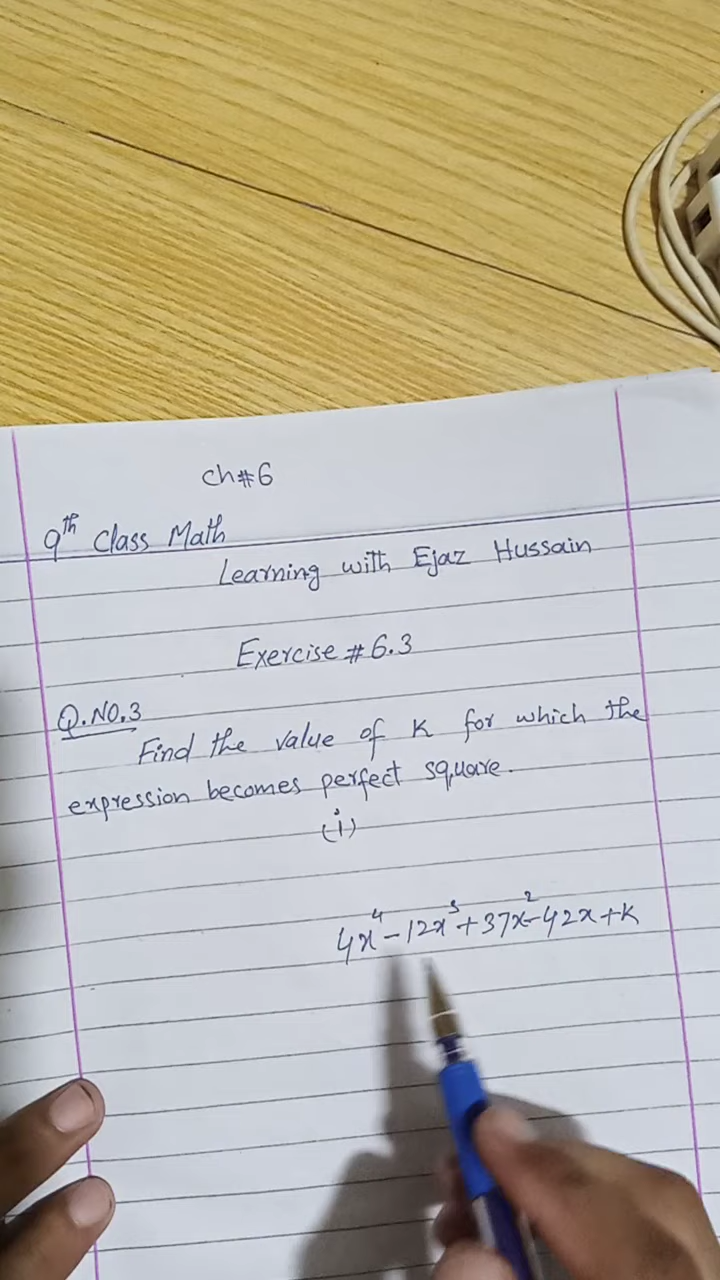 ch#6
9th Class Math
Learning with Ejaz Hussain
Exercise #6.3
Q.NO.3
Find the value of K for which the
expression becomes perfect square.
(i)
4x⁴-12x³+37x²-42x+K